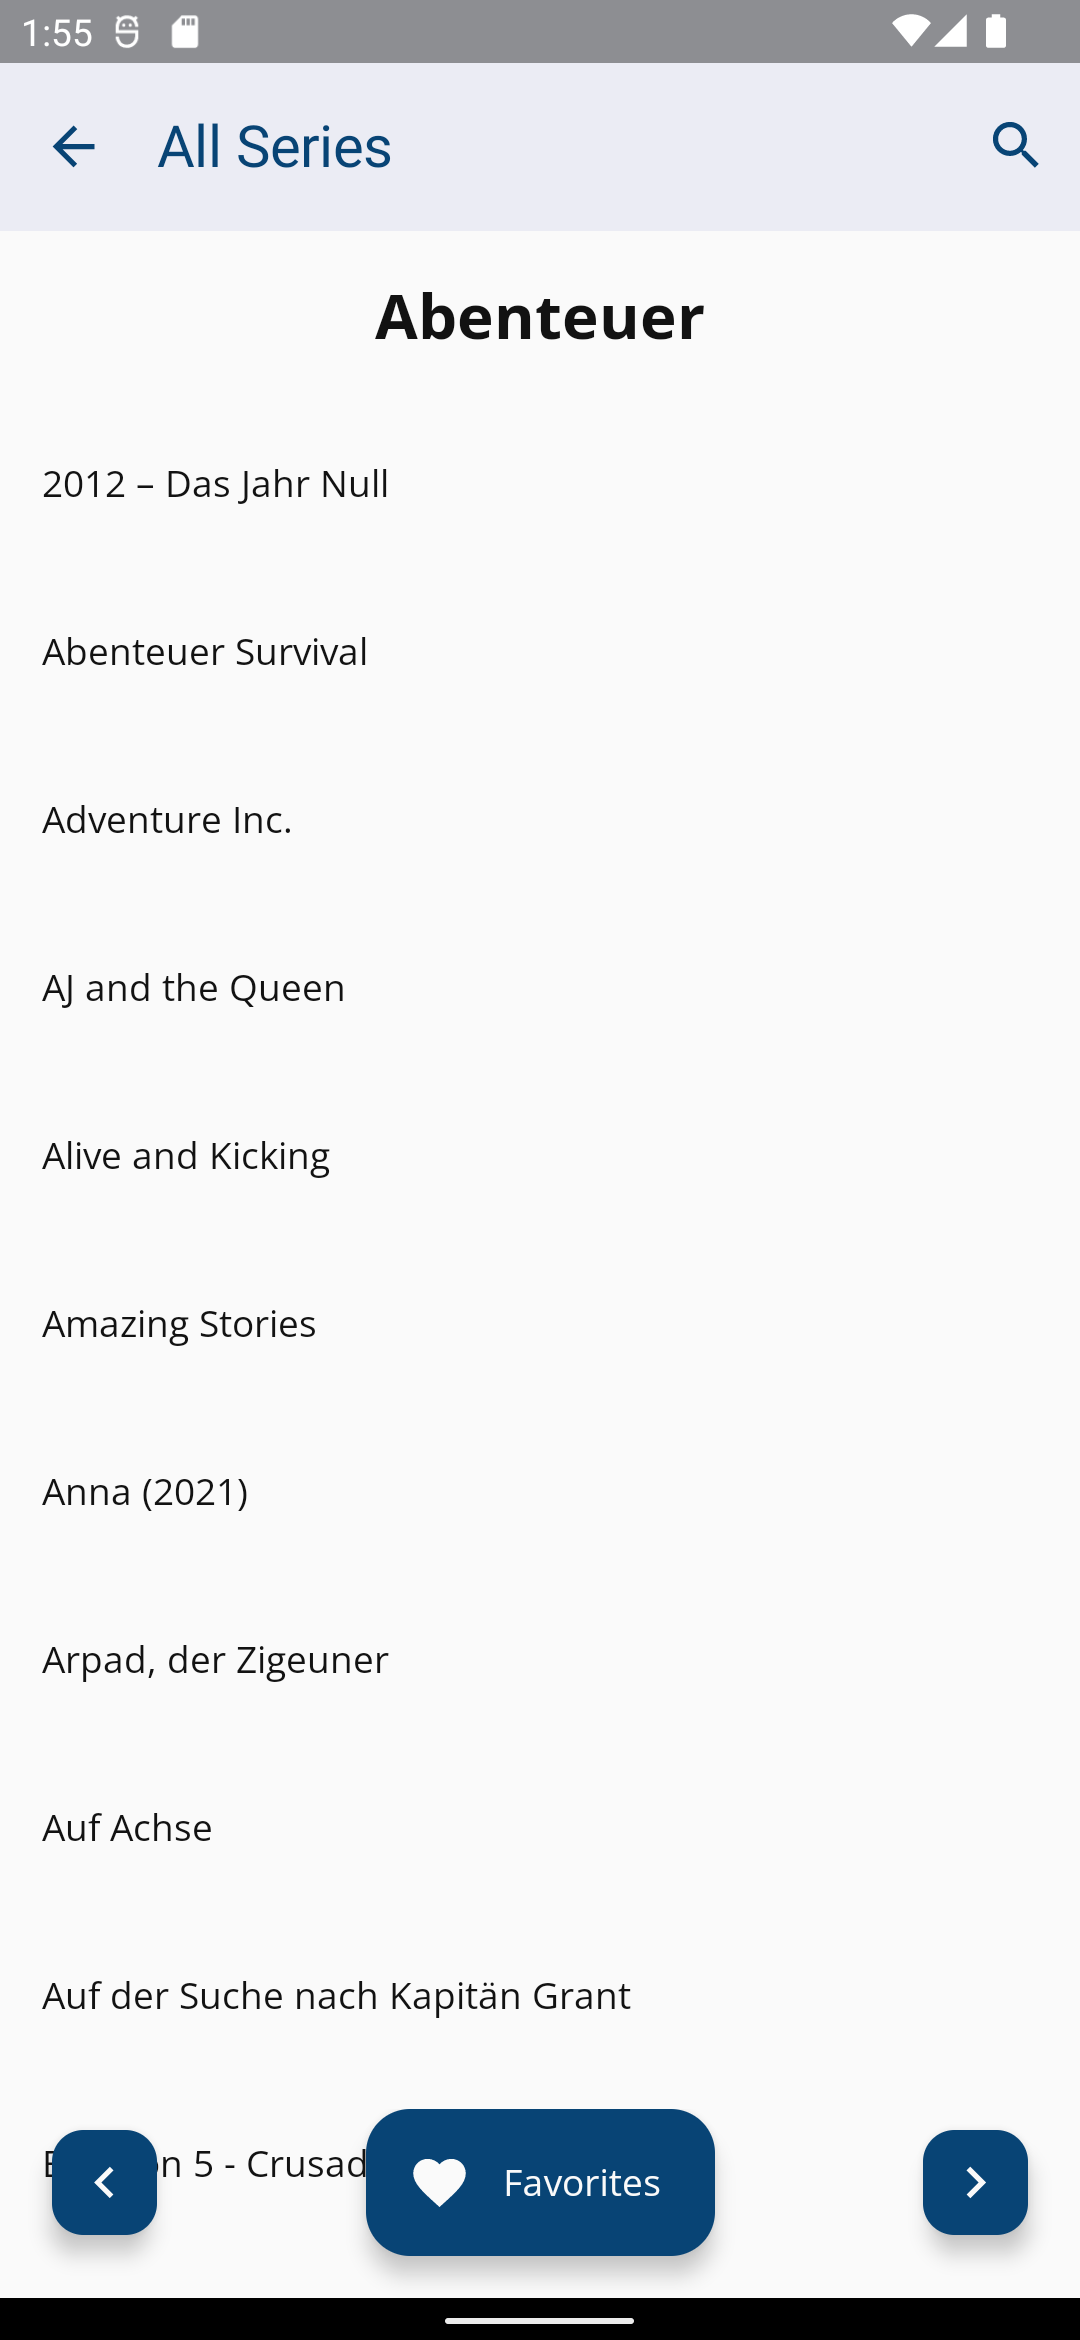 1:55
All Series
Abenteuer
2012 – Das Jahr Null
Abenteuer Survival
Adventure Inc.
AJ and the Queen
Alive and Kicking
Amazing Stories
Anna (2021)
Arpad, der Zigeuner
Auf Achse
Auf der Suche nach Kapitän Grant
5 - Crusad
Favorites